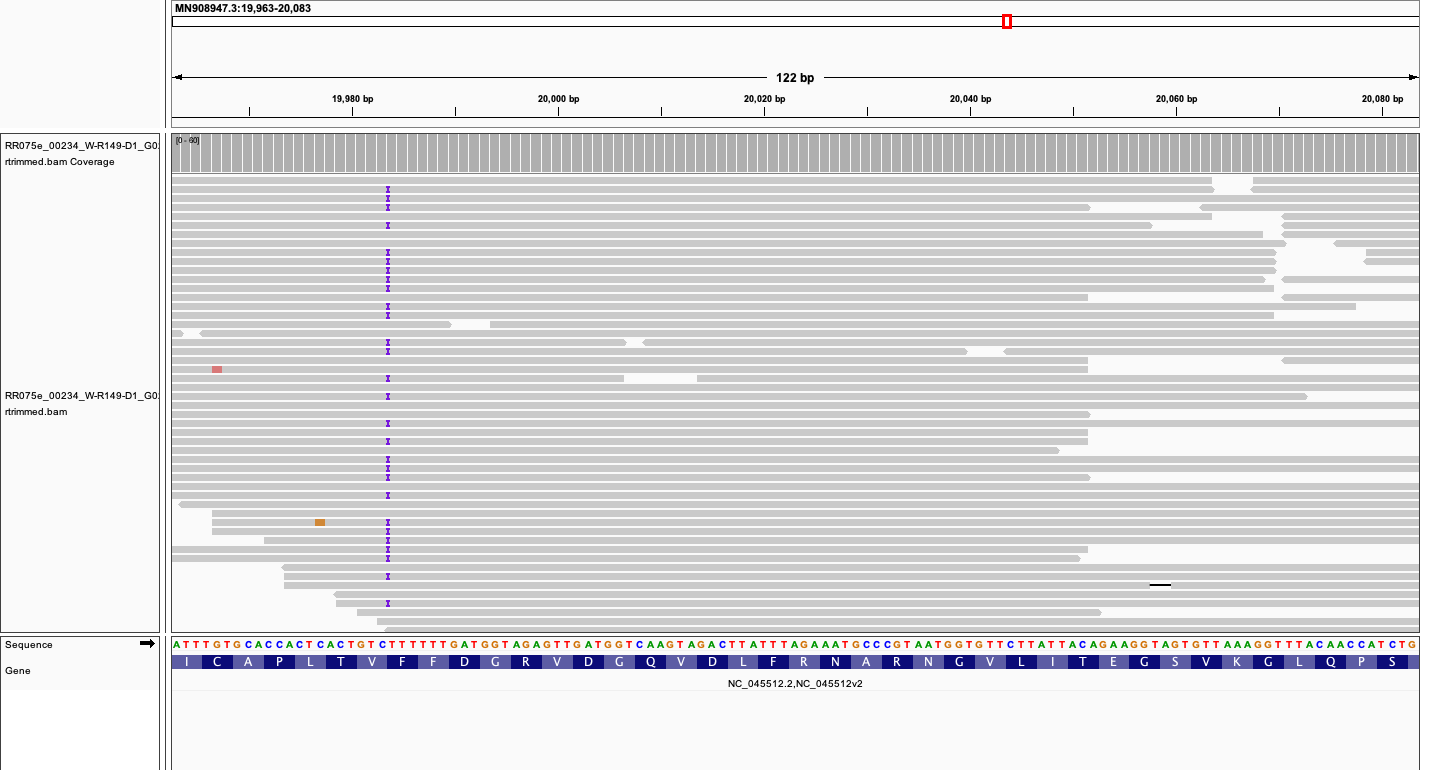 MN908947.3:19,963-20,083
122 bp
19,980 bp 20,000 bp 20,020 bp 20,040 bp 20,060 bp 20,080 bp
RR075e_00234_W-R149-D1_G0
rtrimmed.bam Coverage
[0 - 60]
RR075e_00234_W-R149-D1_G0
rtrimmed.bam
Sequence
ATTTGTGCACCACTCACTGTCTTTTTTGATGGTAGAGTTGATGGTCAAGTAGACTTATTTAGAAATGCCCGTAATGGTGTTCTTATTACAGAAGGTAGTGTTAAAGGTTTACAACCATCTG
Gene
I C A P L T V F F D G R V D G Q V D L F R N A R N G V L I T E G S V K G L Q P S
NC_045512.2,NC_045512v2